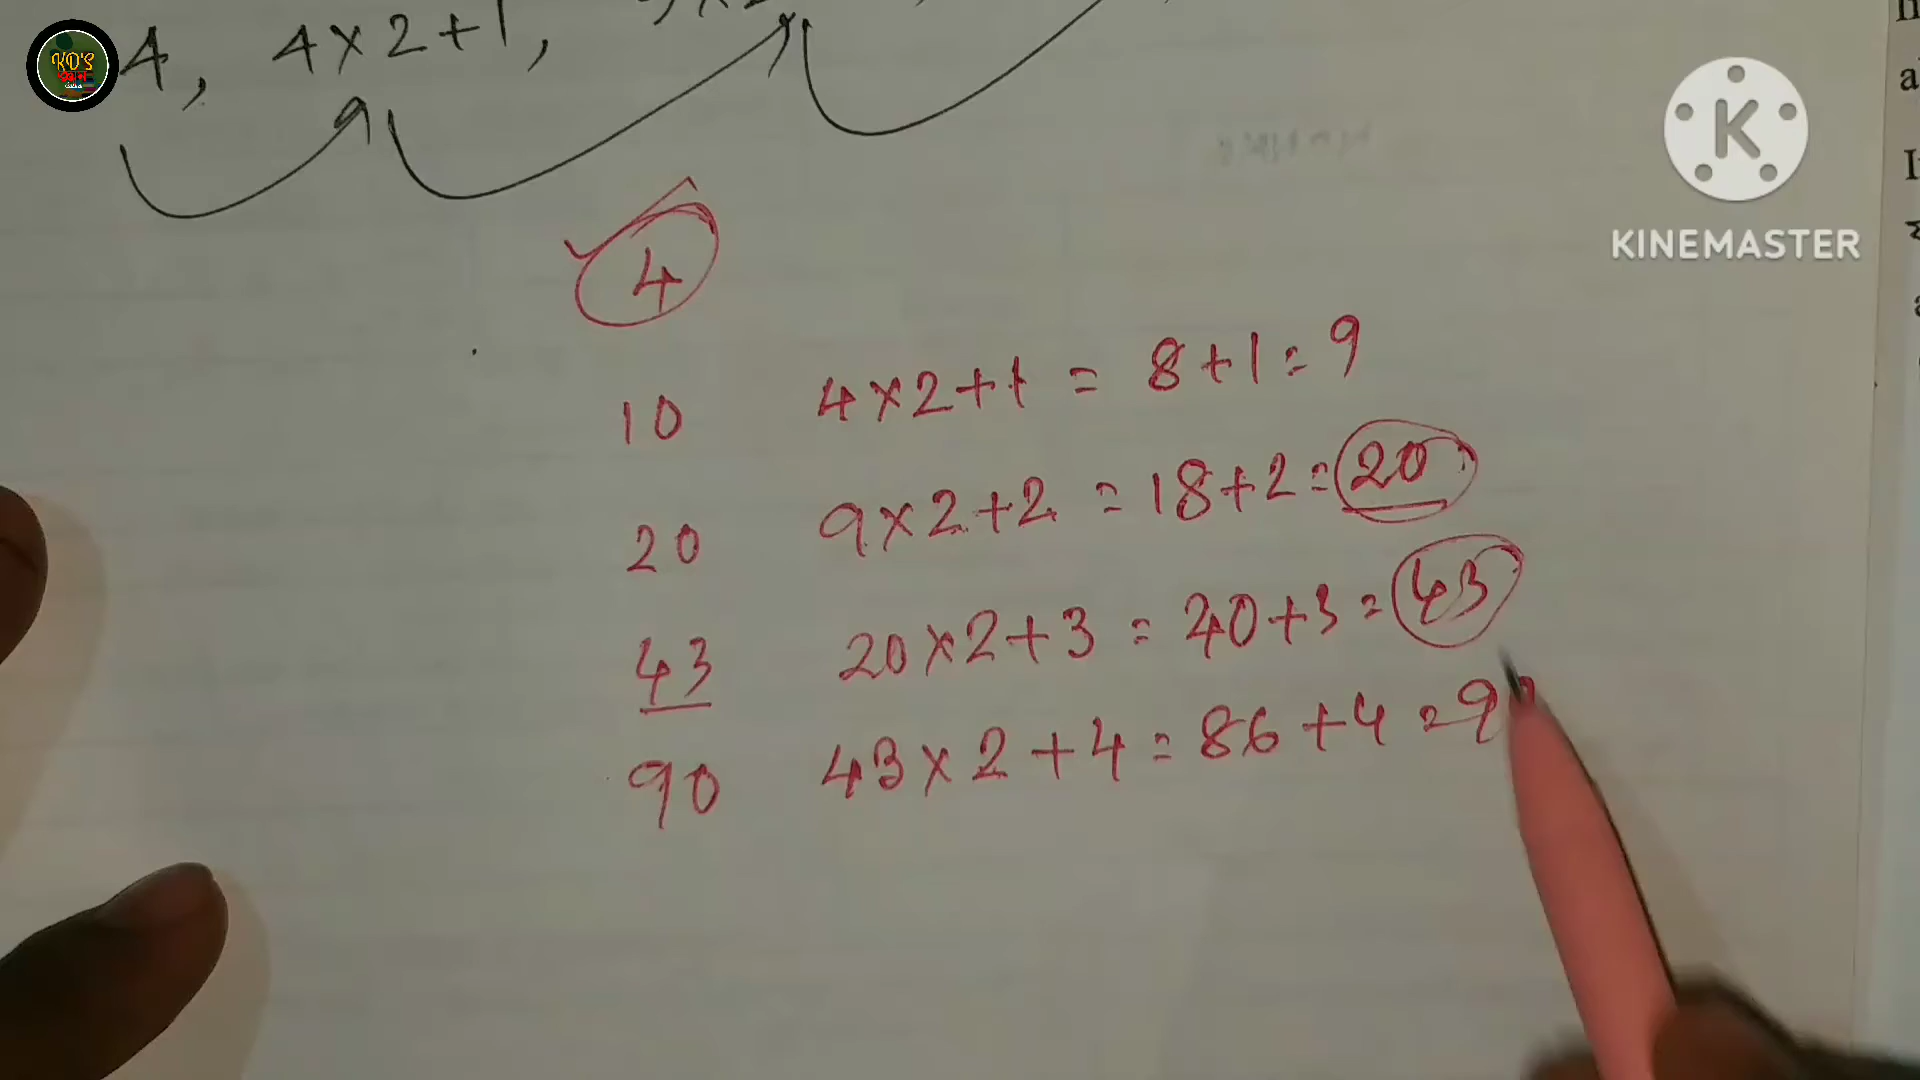 KD'S
4, 4×2+1,
KINEMASTER
4
10 4×2+1 = 8+1=9
20 9×2+2 = 18+2=20
43 20×2+3 = 40+3=43
90 43×2+4=86+4=9